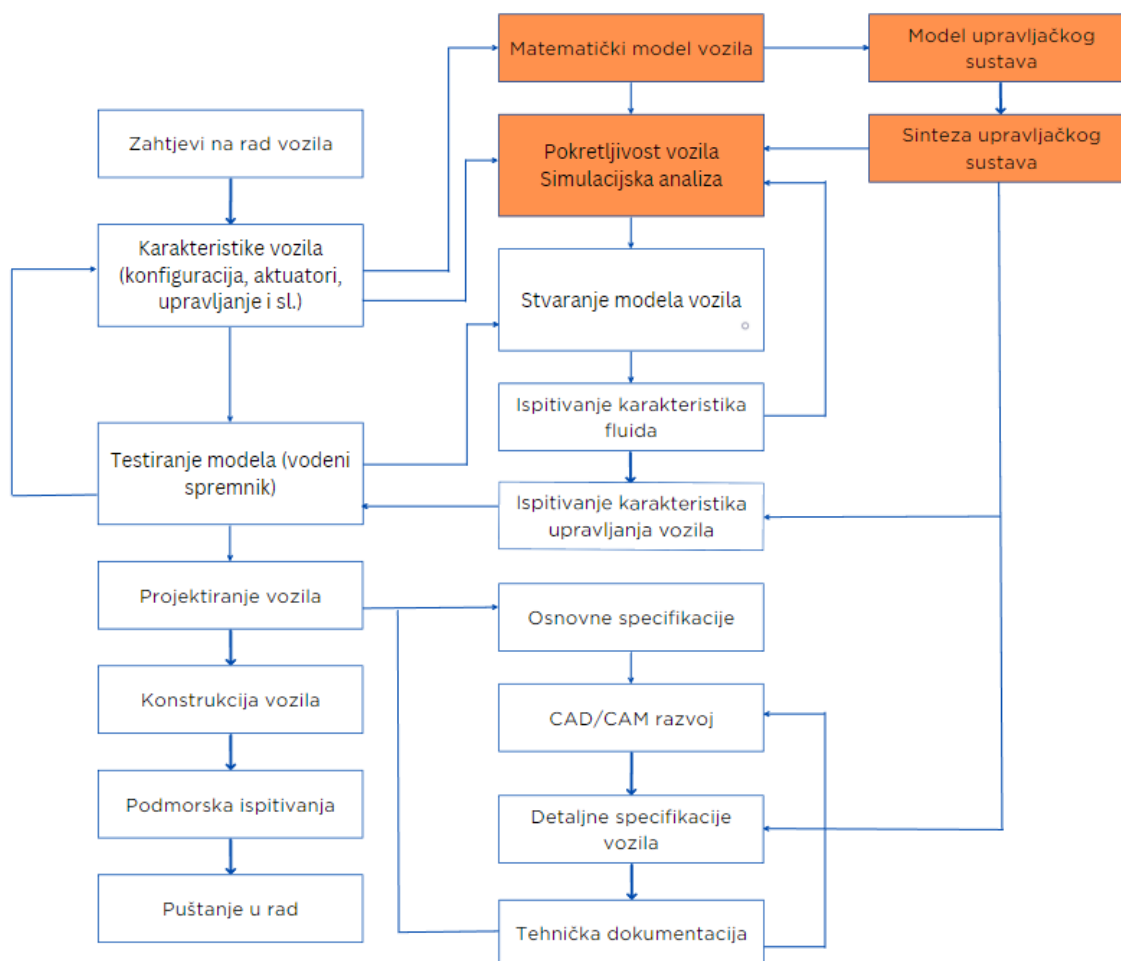 Matematički model vozila
Model upravljačkog
sustava
Zahtjevi na rad vozila
Pokretljivost vozila
Simulacijska analiza
Sinteza upravljačkog
sustava
Karakteristike vozila
(konfiguracija, aktuatori,
upravljanje i sl.)
Stvaranje modela vozila
Ispitivanje karakteristika
fluida
Testiranje modela (vodeni
spremnik)
Ispitivanje karakteristika
upravljanja vozila
Projektiranje vozila
Osnovne specifikacije
Konstrukcija vozila
CAD/CAM razvoj
Podmorska ispitivanja
Detaljne specifikacije
vozila
Puštanje u rad
Tehnička dokumentacija